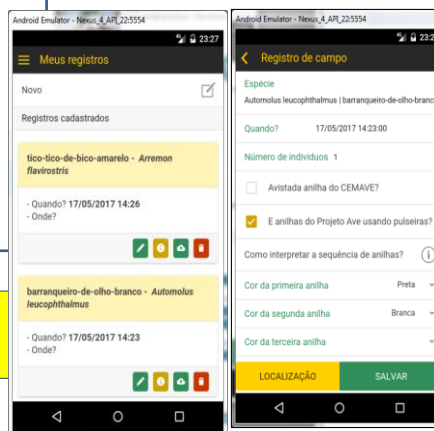 Android Emulator - Nexus_4_API_22:5554
23:27
Meus registros
Novo
Registros cadastrados
tico-tico-de-bico-amarelo - Arremon
flavirostris
- Quando? 17/05/2017 14:26
- Onde?
barranqueiro-de-olho-branco - Automolus
leucophthalmus
- Quando? 17/05/2017 14:23
- Onde?
Android Emulator - Nexus_4_API_22:5554
23:2
Registro de campo
Espécie
Automolus leucophthalmus | barranqueiro-de-olho-branc
Quando? 17/05/2017 14:23:00
Número de indivíduos 1
Avistada anilha do CEMAVE?
E anilhas do Projeto Ave usando pulseiras?
Como interpretar a sequência de anilhas?
Cor da primeira anilha Preta
Cor da segunda anilha Branca
Cor da terceira anilha
LOCALIZAÇÃO SALVAR